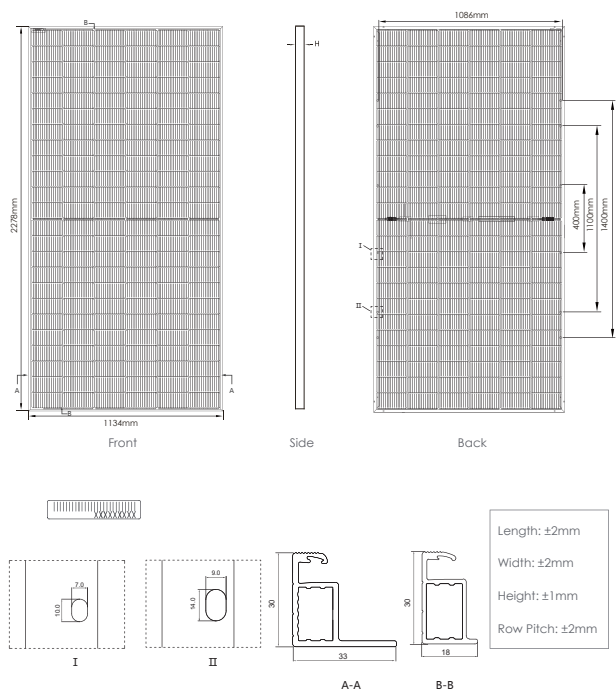 B
1086mm
H
2278mm
400mm
1100mm
1400mm
I
II
A
A
B
1134mm
Front
Side
Back
Length: ±2mm
Width: ±2mm
Height: ±1mm
Row Pitch: ±2mm
7.0
10.0
I
9.0
14.0
II
30
33
A-A
30
18
B-B